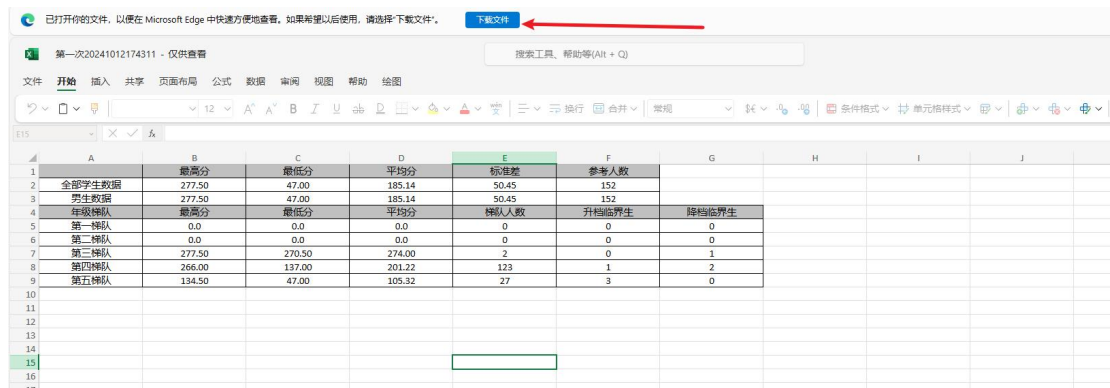 已打开你的文件，以便在 Microsoft Edge 中快速方便地查看。如果希望以后使用，请选择"下载文件"。 下载文件
第一次20241012174311 - 仅供查看 搜索工具、帮助等(Alt + Q)
文件 开始 插入 共享 页面布局 公式 数据 审阅 视图 帮助 绘图
12 A^ A˅ B I U ab D 换行 合并 常规 条件格式 单元格样式
E15 fx
A B C D E F G H I J
1 最高分 最低分 平均分 标准差 参考人数
2 全部学生数据 277.50 47.00 185.14 50.45 152
3 男生数据 277.50 47.00 185.14 50.45 152
4 年级梯队 最高分 最低分 平均分 梯队人数 升档临界生 降档临界生
5 第一梯队 0.0 0.0 0.0 0 0 0
6 第二梯队 0.0 0.0 0.0 0 0 0
7 第三梯队 277.50 270.50 274.00 2 0 1
8 第四梯队 266.00 137.00 201.22 123 1 2
9 第五梯队 134.50 47.00 105.32 27 3 0
10
11
12
13
14
15
16